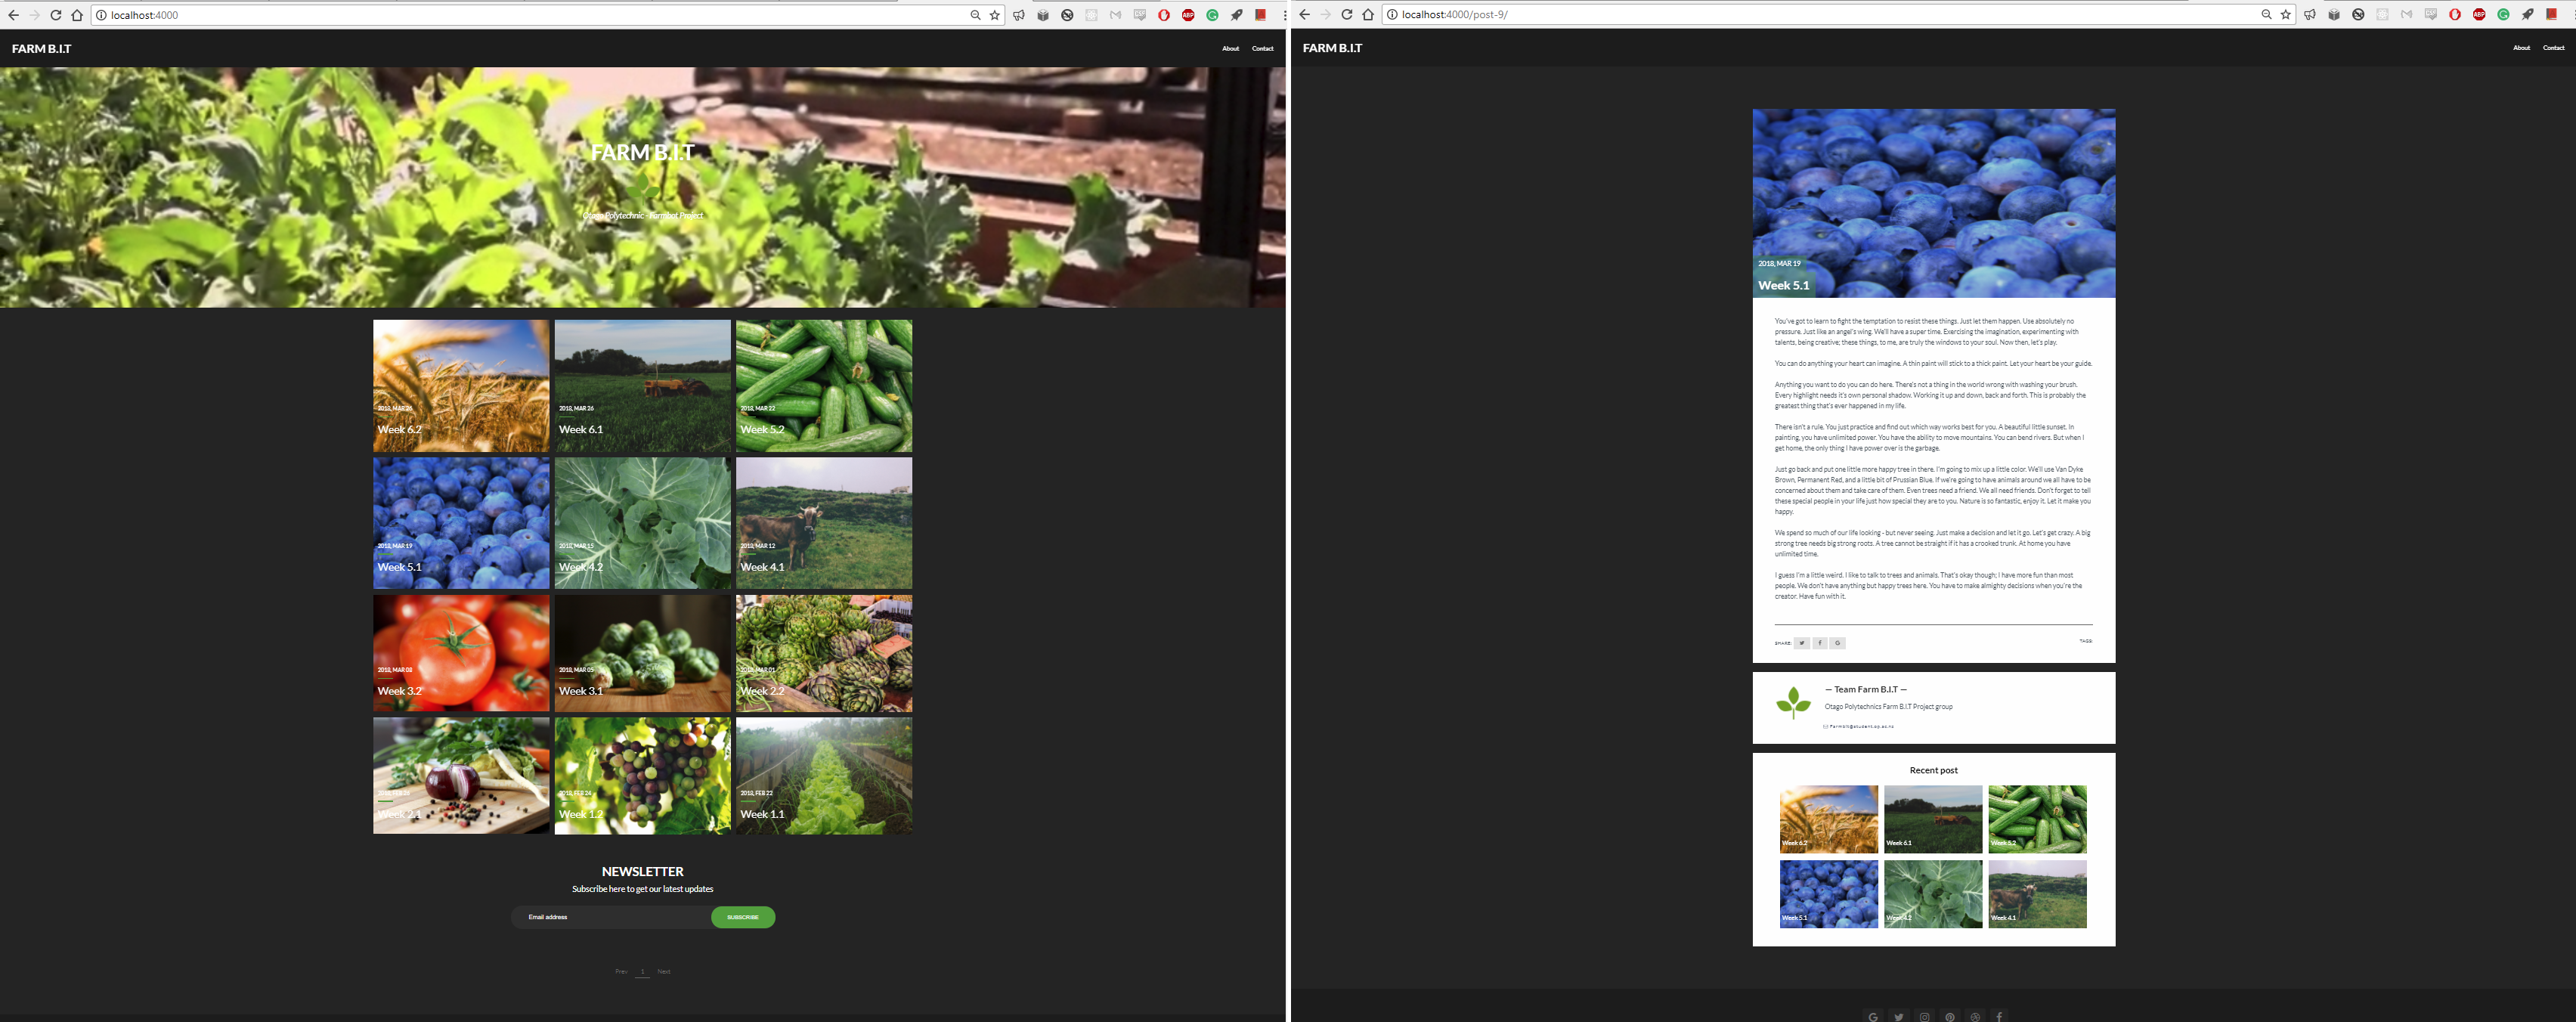 localhost:4000
FARM B.I.T
About
Contact
FARM B.I.T
Otago Polytechnic - Farmbot Project
2018, MAR 26
Week 6.2
2018, MAR 26
Week 6.1
2018, MAR 22
Week 5.2
2018, MAR 19
Week 5.1
2018, MAR 15
Week 4.2
2018, MAR 12
Week 4.1
2018, MAR 08
Week 3.2
2018, MAR 05
Week 3.1
2018, MAR 01
Week 2.2
Week 2.1
2018, FEB 24
Week 1.2
2018, FEB 22
Week 1.1
NEWSLETTER
Subscribe here to get our latest updates
Email address
SUBSCRIBE
Prev 1 Next
localhost:4000/post-9/
FARM B.I.T
About
Contact
2018, MAR 19
Week 5.1
You've got to learn to fight the temptation to resist these things. Just let them happen. Use absolutely no
pressure. Just like an angel's wing. We'll have a super time. Exercising the imagination, experimenting with
talents, being creative; these things, to me, are truly the windows to your soul. Now then, let's play.
You can do anything your heart can imagine. A thin paint will stick to a thick paint. Let your heart be your guide.
Anything you want to do you can do here. There's not a thing in the world wrong with washing your brush.
Every highlight needs it's own personal shadow. Working it up and down, back and forth. This is probably the
greatest thing that's ever happened in my life.
There isn't a rule. You just practice and find out which way works best for you. A beautiful little sunset. In
painting, you have unlimited power. You have the ability to move mountains. You can bend rivers. But when I
get home, the only thing I have power over is the garbage.
Just go back and put one little more happy tree in there. I'm going to mix up a little color. We'll use Van Dyke
Brown, Permanent Red, and a little bit of Prussian Blue. If we're going to have animals around we all have to be
concerned about them and take care of them. Even trees need a friend. We all need friends. Don't forget to tell
these special people in your life just how special they are to you. Nature is so fantastic, enjoy it. Let it make you
happy.
We spend so much of our life looking - but never seeing. Just make a decision and let it go. Let's get crazy. A big
strong tree needs big strong roots. A tree cannot be straight if it has a crooked trunk. At home you have
unlimited time.
I guess I'm a little weird. I like to talk to trees and animals. That's okay though; I have more fun than most
people. We don't have anything but happy trees here. You have to make almighty decisions when you're the
creator. Have fun with it.
SHARE:
TAGS:
— Team Farm B.I.T —
Otago Polytechnics Farm B.I.T Project group
Farmbit@student.op.ac.nz
Recent post
Week 6.2
Week 6.1
Week 5.2
Week 5.1
Week 4.2
Week 4.1